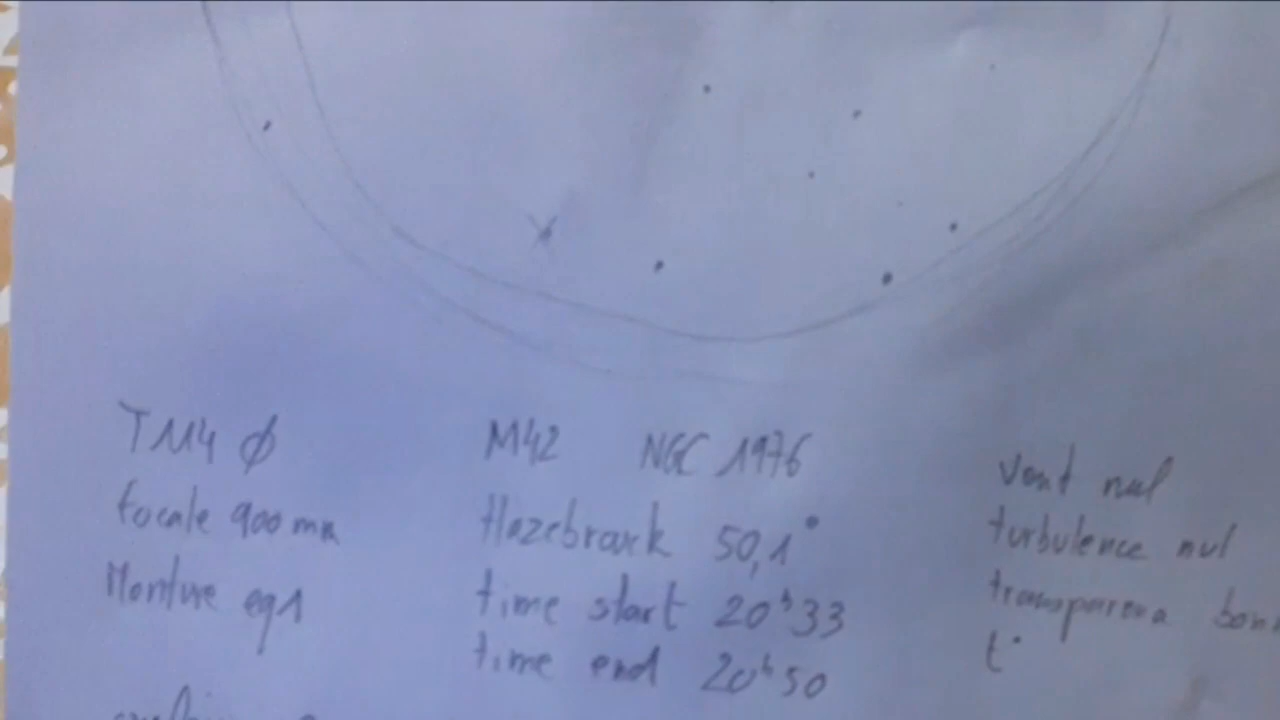 T114 Ø
focale 900 mm
Monture eq1
M42 NGC 1976
Hazebrouck 50,1°
time start 20h33
time end 20h50
vent nul
turbulence nul
transparence bon
t°